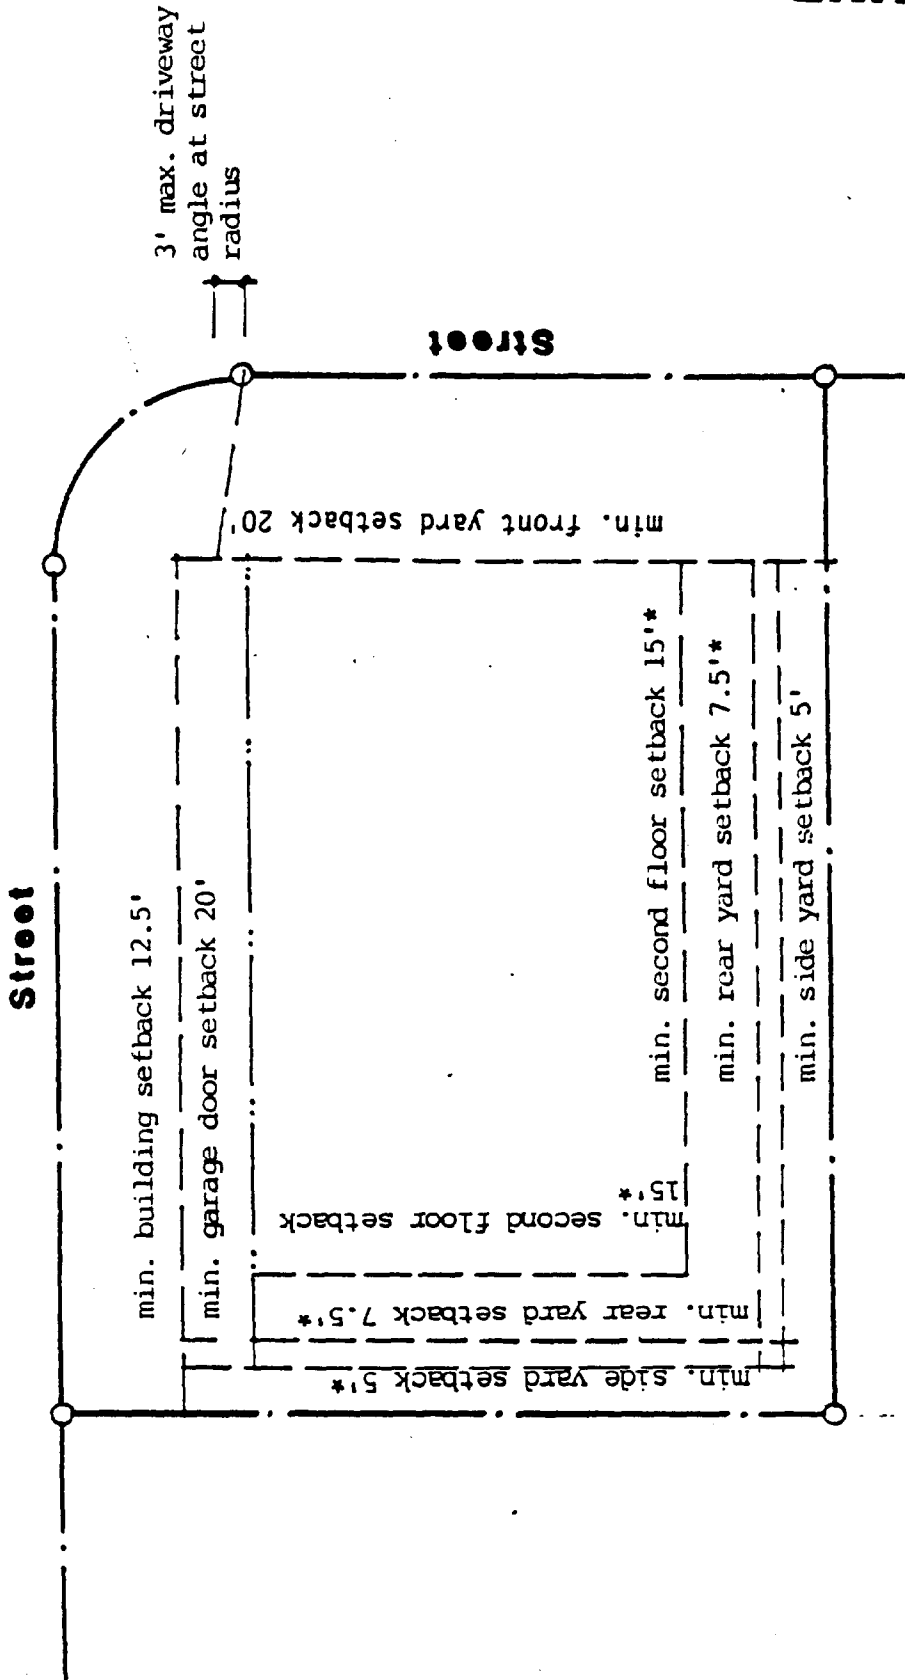 3' max. driveway
angle at street
radius
Street
Street
min. front yard setback 20'
min. building setback 12.5'
min. garage door setback 20'
min. second floor setback 15'*
min. rear yard setback 7.5'*
min. side yard setback 5'
min. second floor setback
15'*
min. rear yard setback 7.5'*
min. side yard setback 5'*